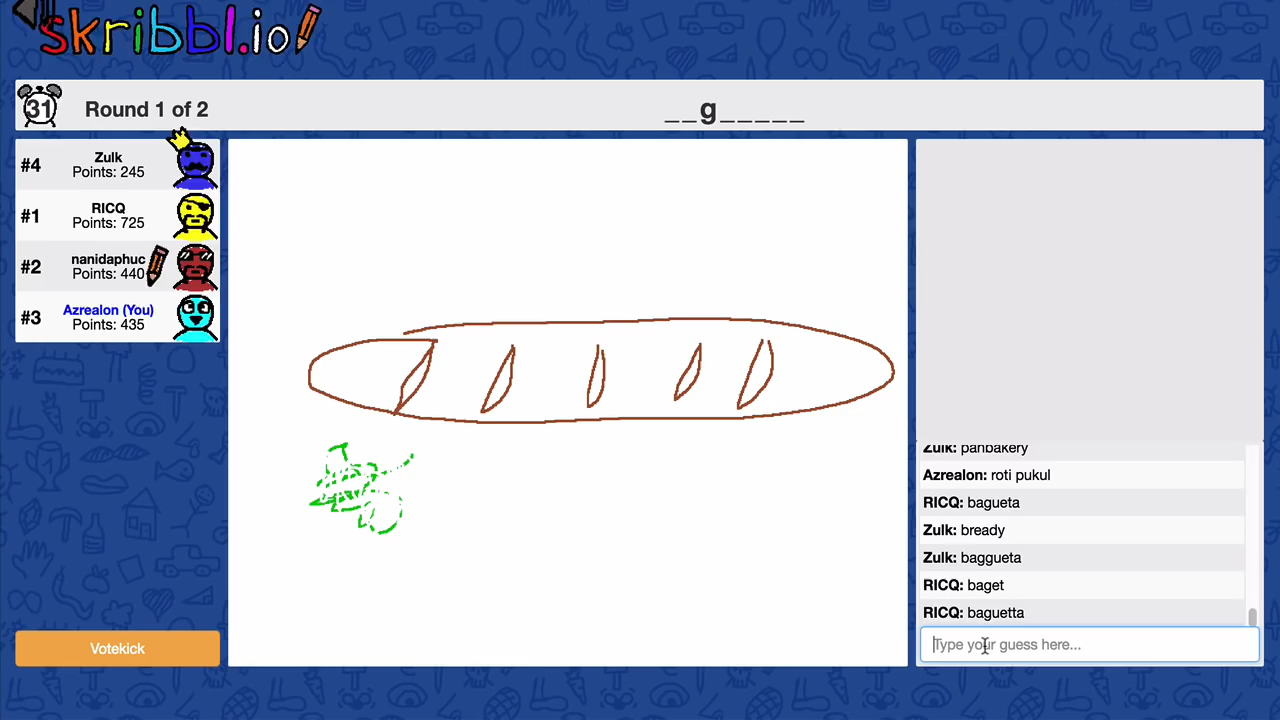 skribbl.io
31
Round 1 of 2
__g_____
#4
Zulk
Points: 245
#1
RICQ
Points: 725
#2
nanidaphuc
Points: 440
#3
Azrealon (You)
Points: 435
Votekick
Zulk: panbakery
Azrealon: roti pukul
RICQ: bagueta
Zulk: bready
Zulk: baggueta
RICQ: baget
RICQ: baguetta
Type your guess here...